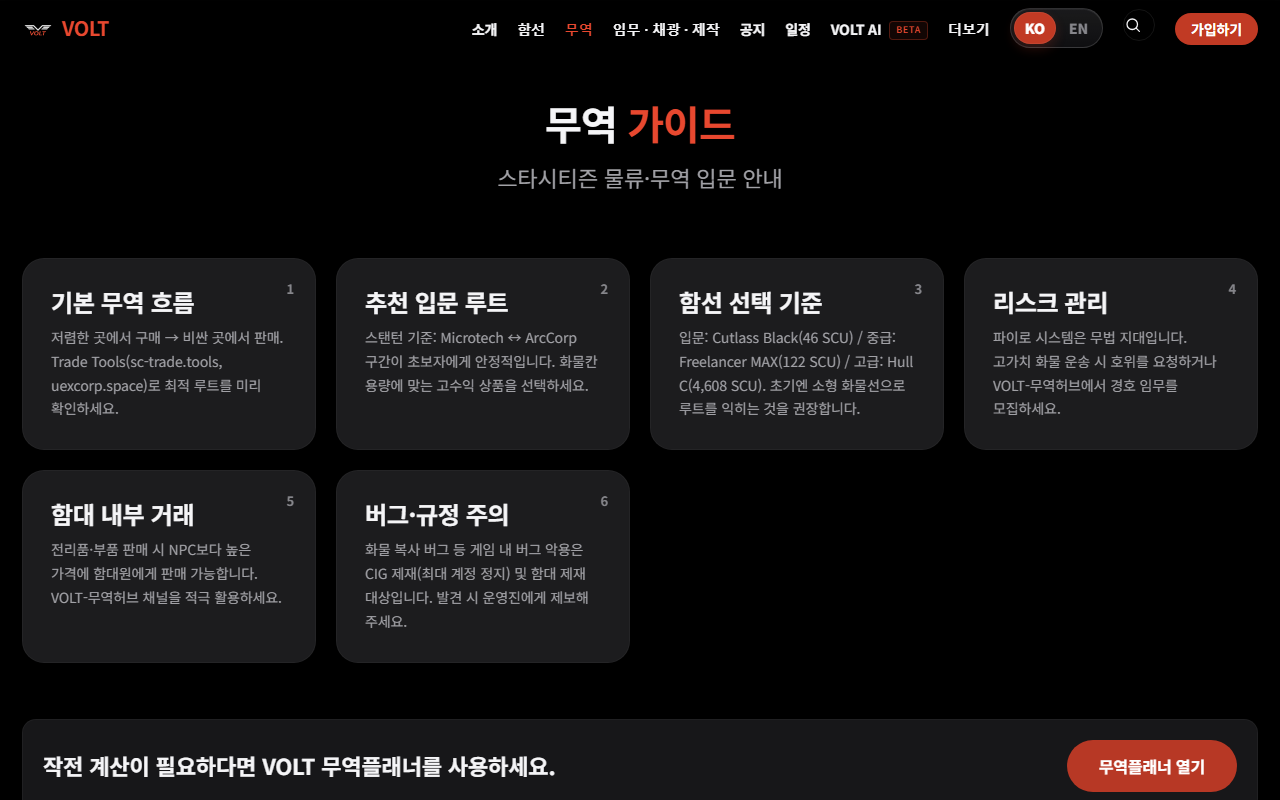 VOLT VOLT 소개 함선 무역 임무 · 채광 · 제작 공지 일정 VOLT AI BETA 더보기 KO EN 가입하기
무역 가이드
스타시티즌 물류·무역 입문 안내
1
기본 무역 흐름
저렴한 곳에서 구매 → 비싼 곳에서 판매.
Trade Tools(sc-trade.tools,
uexcorp.space)로 최적 루트를 미리
확인하세요.
2
추천 입문 루트
스탠턴 기준: Microtech ↔ ArcCorp
구간이 초보자에게 안정적입니다. 화물칸
용량에 맞는 고수익 상품을 선택하세요.
3
함선 선택 기준
입문: Cutlass Black(46 SCU) / 중급:
Freelancer MAX(122 SCU) / 고급: Hull
C(4,608 SCU). 초기엔 소형 화물선으로
루트를 익히는 것을 권장합니다.
4
리스크 관리
파이로 시스템은 무법 지대입니다.
고가치 화물 운송 시 호위를 요청하거나
VOLT-무역허브에서 경호 임무를
모집하세요.
5
함대 내부 거래
전리품·부품 판매 시 NPC보다 높은
가격에 함대원에게 판매 가능합니다.
VOLT-무역허브 채널을 적극 활용하세요.
6
버그·규정 주의
화물 복사 버그 등 게임 내 버그 악용은
CIG 제재(최대 계정 정지) 및 함대 제재
대상입니다. 발견 시 운영진에게 제보해
주세요.
작전 계산이 필요하다면 VOLT 무역플래너를 사용하세요.
무역플래너 열기